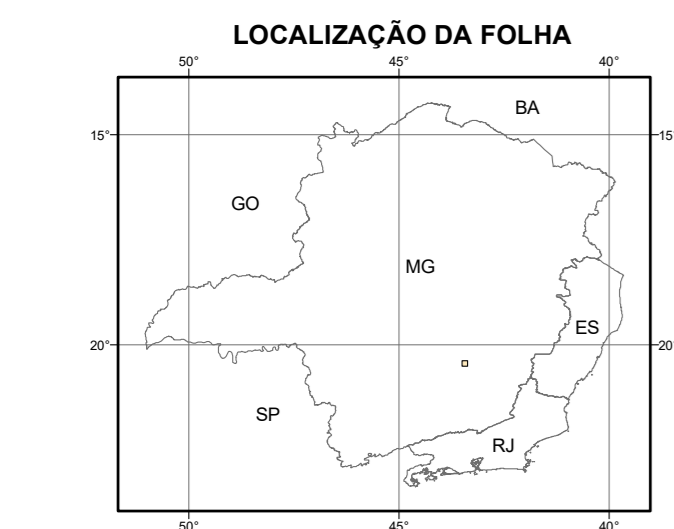 LOCALIZAÇÃO DA FOLHA
50° 45° 40°
BA
15° 15
GO
MG
ES
20° 20
SP
RJ
50° 45° 40°